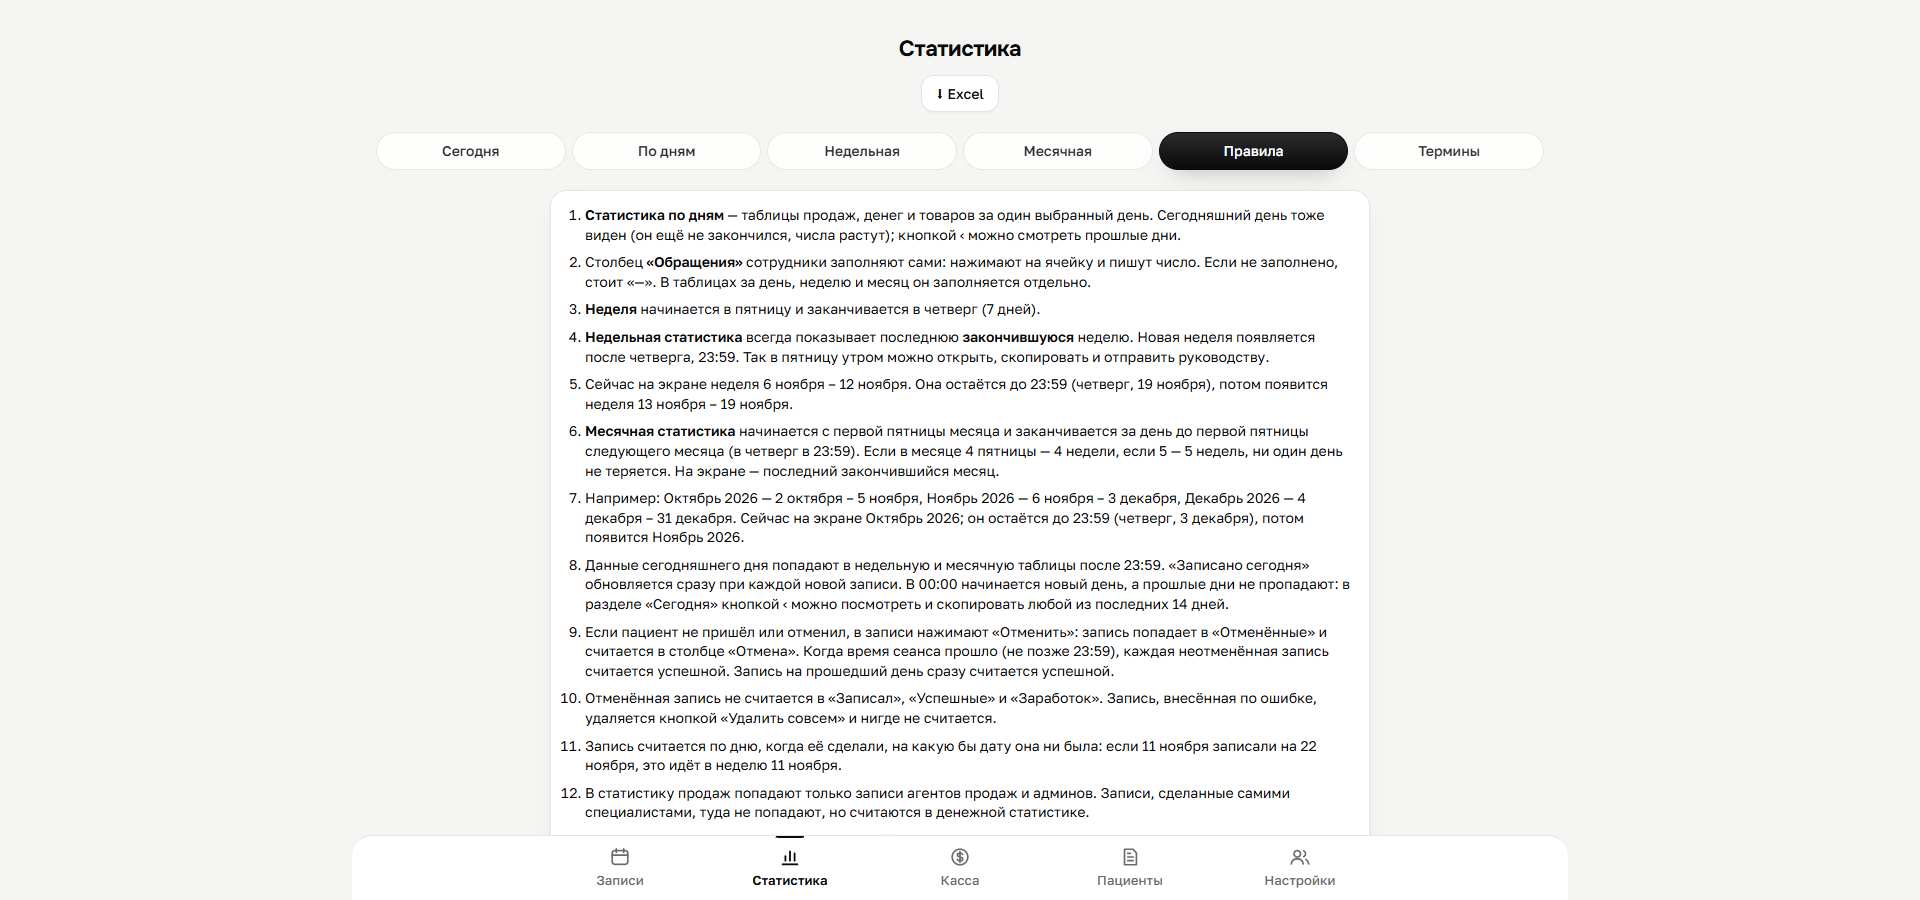 Статистика
⭳ Excel
Сегодня
По дням
Недельная
Месячная
Правила
Термины
1. Статистика по дням — таблицы продаж, денег и товаров за один выбранный день. Сегодняшний день тоже
виден (он ещё не закончился, числа растут); кнопкой ‹ можно смотреть прошлые дни.
2. Столбец «Обращения» сотрудники заполняют сами: нажимают на ячейку и пишут число. Если не заполнено,
стоит «—». В таблицах за день, неделю и месяц он заполняется отдельно.
3. Неделя начинается в пятницу и заканчивается в четверг (7 дней).
4. Недельная статистика всегда показывает последнюю закончившуюся неделю. Новая неделя появляется
после четверга, 23:59. Так в пятницу утром можно открыть, скопировать и отправить руководству.
5. Сейчас на экране неделя 6 ноября – 12 ноября. Она остаётся до 23:59 (четверг, 19 ноября), потом появится
неделя 13 ноября – 19 ноября.
6. Месячная статистика начинается с первой пятницы месяца и заканчивается за день до первой пятницы
следующего месяца (в четверг в 23:59). Если в месяце 4 пятницы — 4 недели, если 5 — 5 недель, ни один день
не теряется. На экране — последний закончившийся месяц.
7. Например: Октябрь 2026 — 2 октября – 5 ноября, Ноябрь 2026 — 6 ноября – 3 декабря, Декабрь 2026 — 4
декабря – 31 декабря. Сейчас на экране Октябрь 2026; он остаётся до 23:59 (четверг, 3 декабря), потом
появится Ноябрь 2026.
8. Данные сегодняшнего дня попадают в недельную и месячную таблицы после 23:59. «Записано сегодня»
обновляется сразу при каждой новой записи. В 00:00 начинается новый день, а прошлые дни не пропадают: в
разделе «Сегодня» кнопкой ‹ можно посмотреть и скопировать любой из последних 14 дней.
9. Если пациент не пришёл или отменил, в записи нажимают «Отменить»: запись попадает в «Отменённые» и
считается в столбце «Отмена». Когда время сеанса прошло (не позже 23:59), каждая неотменённая запись
считается успешной. Запись на прошедший день сразу считается успешной.
10. Отменённая запись не считается в «Записал», «Успешные» и «Заработок». Запись, внесённая по ошибке,
удаляется кнопкой «Удалить совсем» и нигде не считается.
11. Запись считается по дню, когда её сделали, на какую бы дату она ни была: если 11 ноября записали на 22
ноября, это идёт в неделю 11 ноября.
12. В статистику продаж попадают только записи агентов продаж и админов. Записи, сделанные самими
специалистами, туда не попадают, но считаются в денежной статистике.
Записи
Статистика
Касса
Пациенты
Настройки